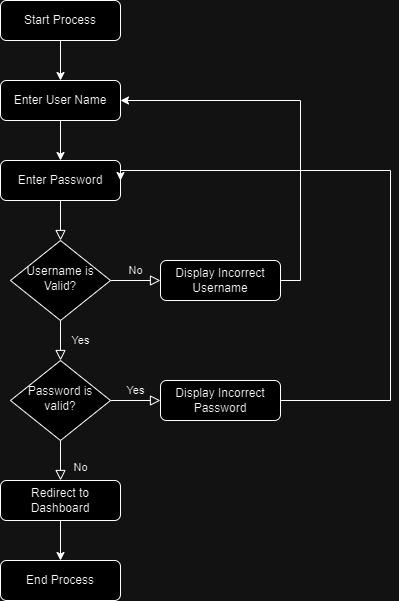 Start Process
Enter User Name
Enter Password
Username is
Valid?
No
Display Incorrect
Username
Yes
Password is
valid?
Yes
Display Incorrect
Password
No
Redirect to
Dashboard
End Process